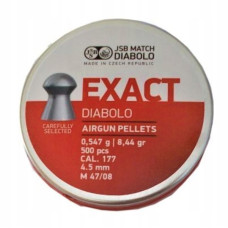 JSB MATCH
DIABOLO
MADE IN CZECH REPUBLIC
EXACT
DIABOLO
AIRGUN PELLETS
CAREFULLY
SELECTED
0,547 g | 8,44 gr
500 pcs
CAL. 177
4.5 mm
M 47/08